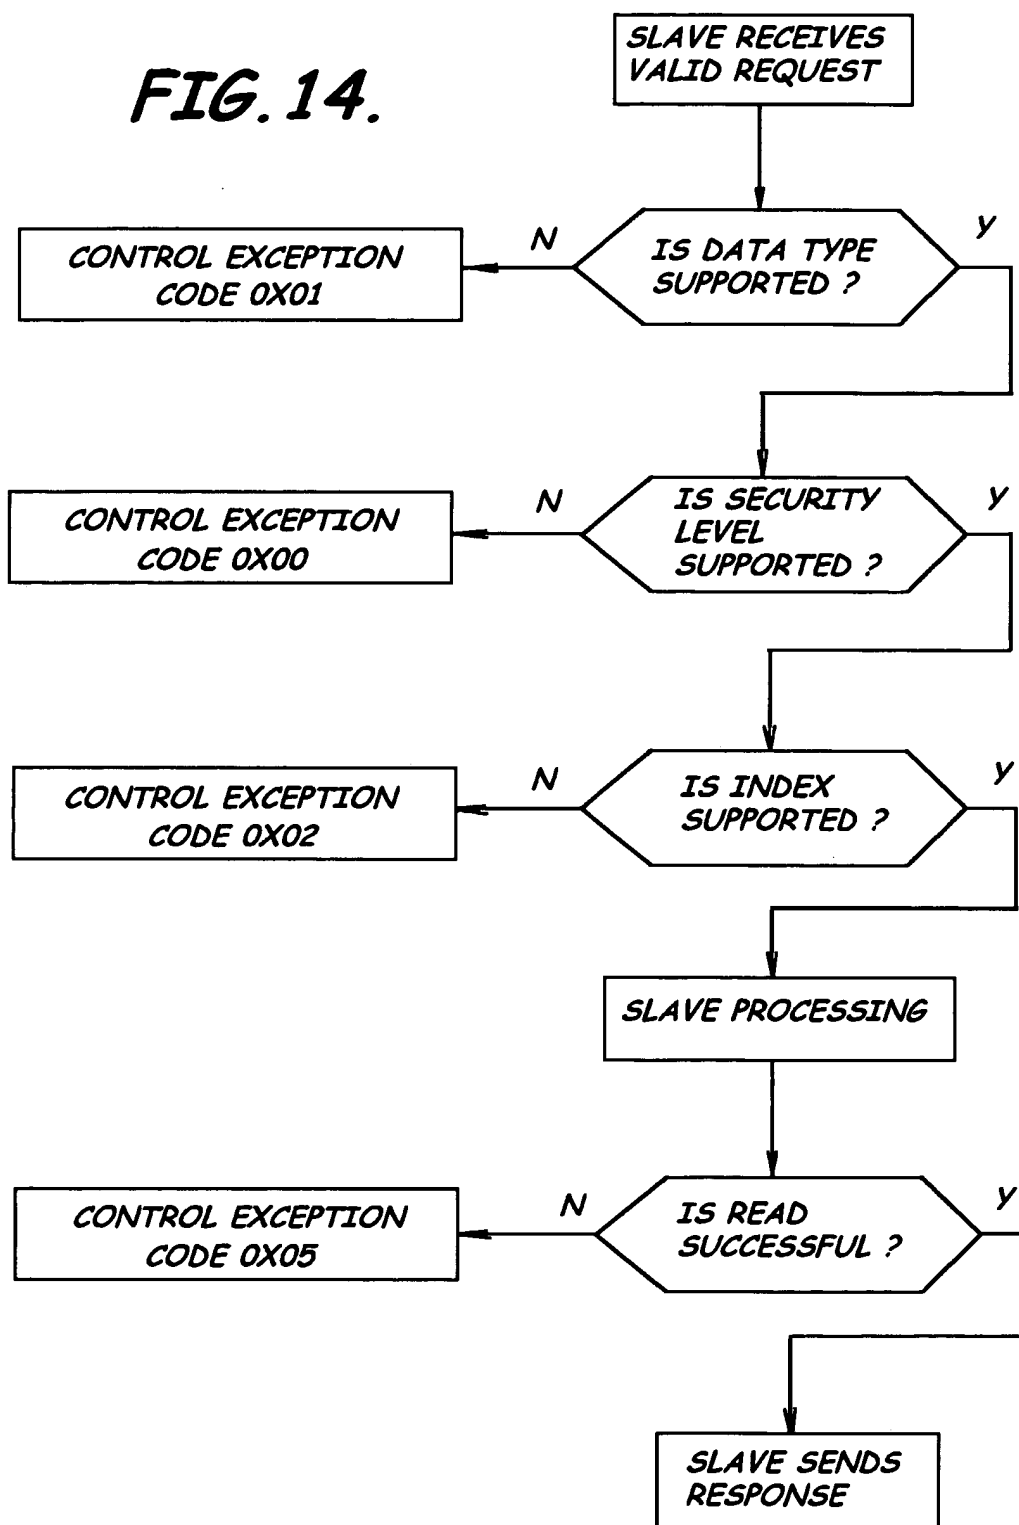 FIG. 14.
SLAVE RECEIVES
VALID REQUEST
IS DATA TYPE
SUPPORTED ?
N
Y
CONTROL EXCEPTION
CODE 0X01
IS SECURITY
LEVEL
SUPPORTED ?
N
Y
CONTROL EXCEPTION
CODE 0X00
IS INDEX
SUPPORTED ?
N
Y
CONTROL EXCEPTION
CODE 0X02
SLAVE PROCESSING
IS READ
SUCCESSFUL ?
N
Y
CONTROL EXCEPTION
CODE 0X05
SLAVE SENDS
RESPONSE